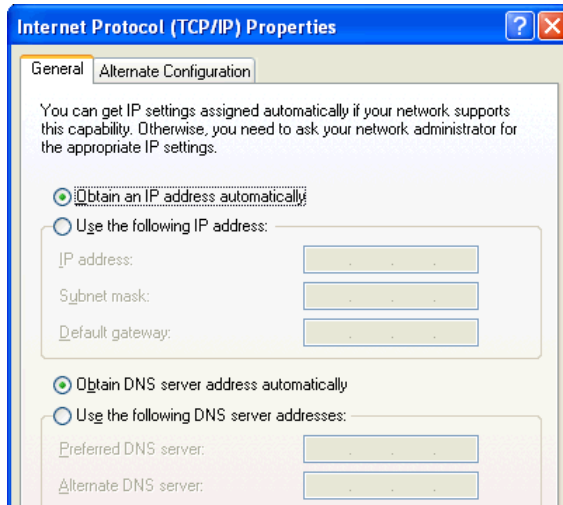 Internet Protocol (TCP/IP) Properties
General
Alternate Configuration
You can get IP settings assigned automatically if your network supports
this capability. Otherwise, you need to ask your network administrator for
the appropriate IP settings.
Obtain an IP address automatically
Use the following IP address:
IP address:
Subnet mask:
Default gateway:
Obtain DNS server address automatically
Use the following DNS server addresses:
Preferred DNS server:
Alternate DNS server: